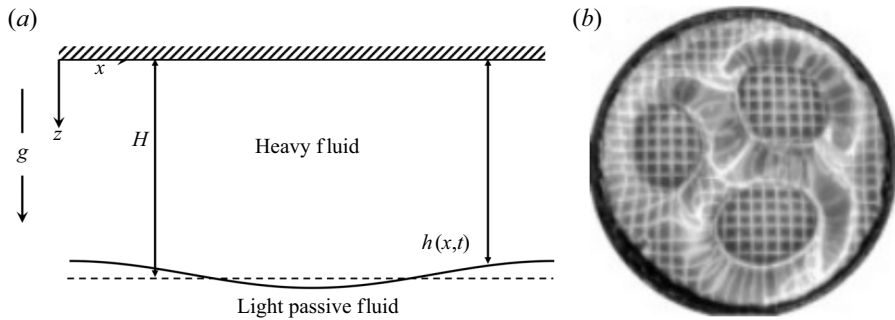 (a)
(b)
x
z
g
H
Heavy fluid
h(x,t)
Light passive fluid